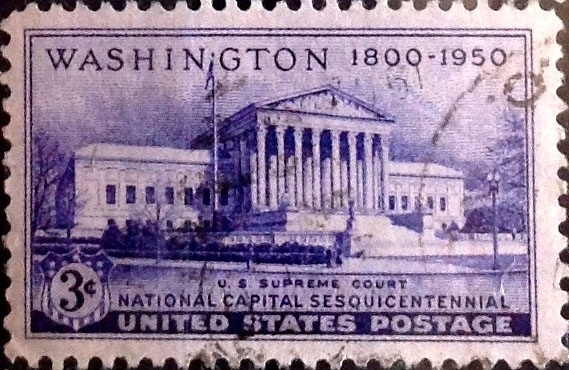 WASHINGTON 1800-1950
3¢
U.S SUPREME COURT
NATIONAL CAPITAL SESQUICENTENNIAL
UNITED STATES POSTAGE